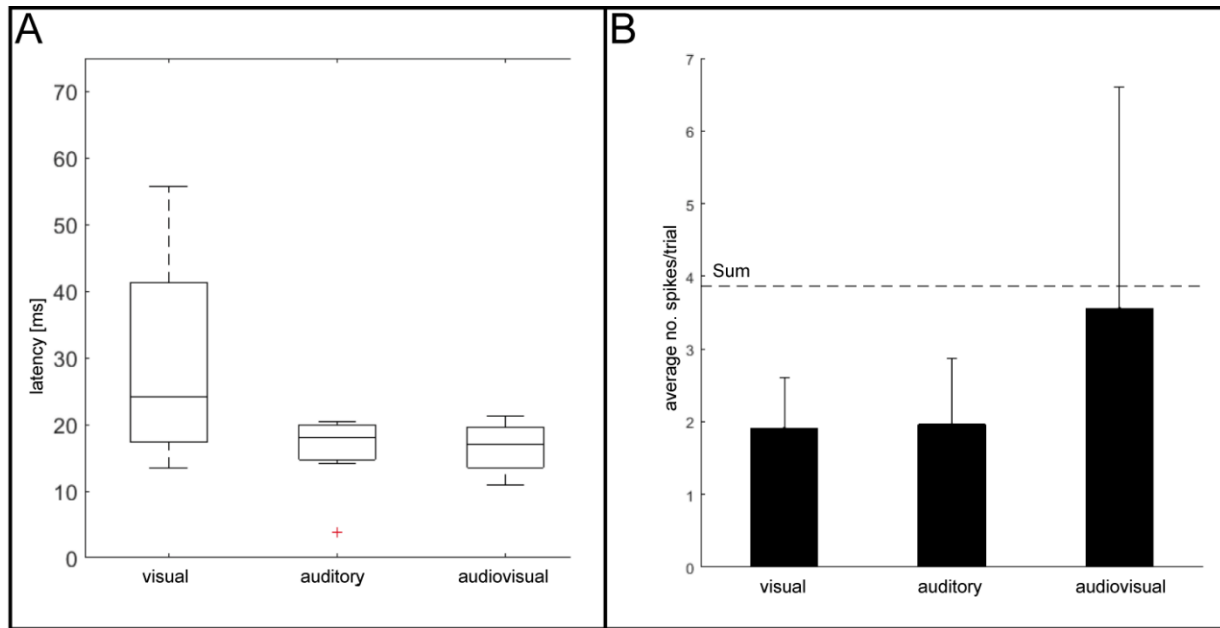 A
latency [ms]
70
60
50
40
30
20
10
0
visual auditory audiovisual
B
average no. spikes/trial
7
6
5
4
3
2
1
0
Sum
visual auditory audiovisual